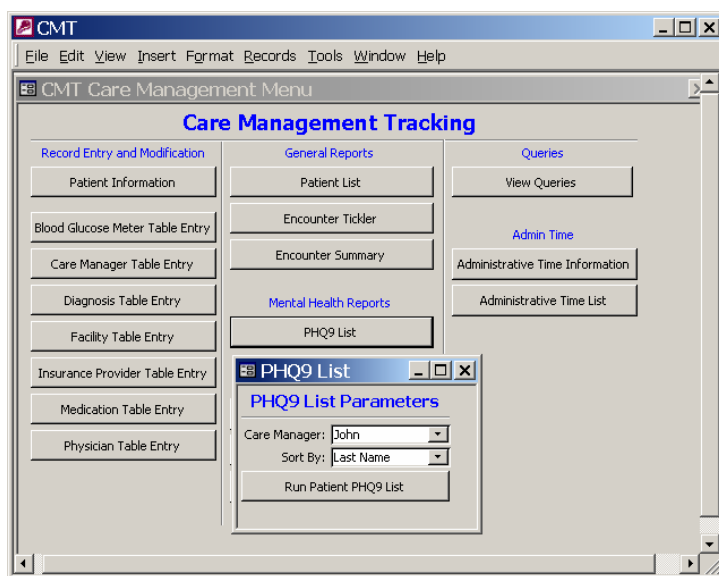 CMT
File Edit View Insert Format Records Tools Window Help
CMT Care Management Menu
Care Management Tracking
Record Entry and Modification
Patient Information
Blood Glucose Meter Table Entry
Care Manager Table Entry
Diagnosis Table Entry
Facility Table Entry
Insurance Provider Table Entry
Medication Table Entry
Physician Table Entry
General Reports
Patient List
Encounter Tickler
Encounter Summary
Mental Health Reports
PHQ9 List
Queries
View Queries
Admin Time
Administrative Time Information
Administrative Time List
PHQ9 List
PHQ9 List Parameters
Care Manager: John
Sort By: Last Name
Run Patient PHQ9 List